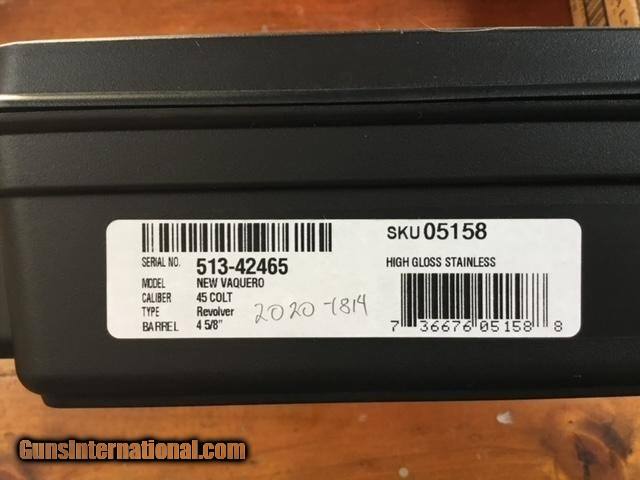 SERIAL NO. 513-42465
MODEL NEW VAQUERO
CALIBER 45 COLT
TYPE Revolver
BARREL 4 5/8"
2020-1814
SKU 05158
HIGH GLOSS STAINLESS
7 36676 05158 8
GunsInternational.com